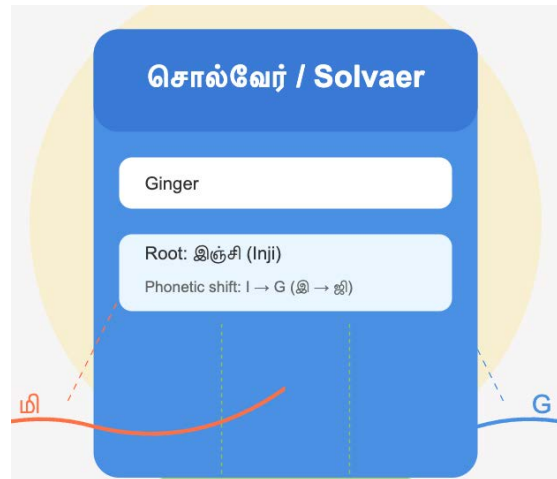 சொல்வேர் / Solvaer
Ginger
Root: இஞ்சி (Inji)
Phonetic shift: I → G (இ → ஜி)
மி
G